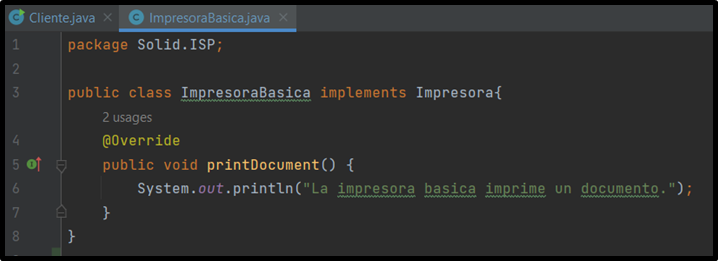 Cliente.java ImpresoraBasica.java
1 package Solid.ISP;
2
3 public class ImpresoraBasica implements Impresora{
2 usages
4 @Override
5 public void printDocument() {
6 System.out.println("La impresora basica imprime un documento.");
7 }
8 }